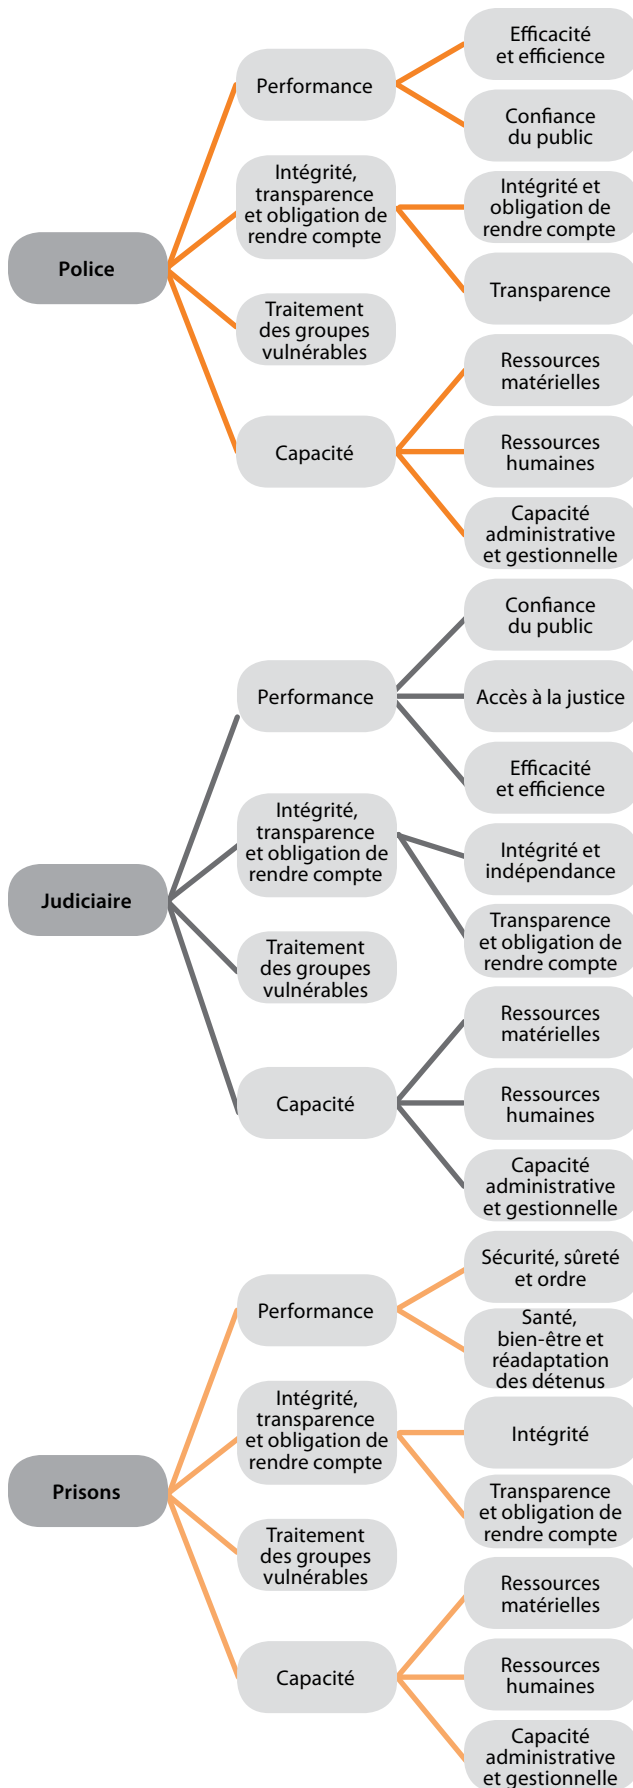 Police
Performance
Efficacité
et efficience
Confiance
du public
Intégrité,
transparence
et obligation de
rendre compte
Intégrité et
obligation de
rendre compte
Transparence
Traitement
des groupes
vulnérables
Capacité
Ressources
matérielles
Ressources
humaines
Capacité
administrative
et gestionnelle
Judiciaire
Performance
Confiance
du public
Accès à la justice
Efficacité
et efficience
Intégrité,
transparence
et obligation de
rendre compte
Intégrité et
indépendance
Transparence
et obligation de
rendre compte
Traitement
des groupes
vulnérables
Capacité
Ressources
matérielles
Ressources
humaines
Capacité
administrative
et gestionnelle
Prisons
Performance
Sécurité, sûreté
et ordre
Santé,
bien-être et
réadaptation
des détenus
Intégrité,
transparence
et obligation de
rendre compte
Intégrité
Transparence
et obligation de
rendre compte
Traitement
des groupes
vulnérables
Capacité
Ressources
matérielles
Ressources
humaines
Capacité
administrative
et gestionnelle